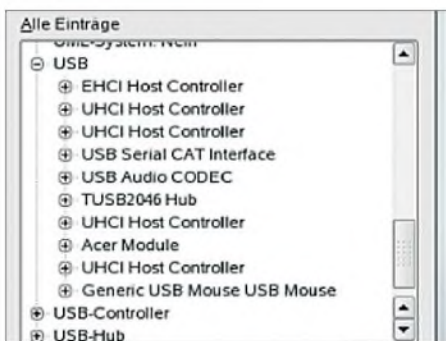 Alle Einträge
USB
EHCI Host Controller
UHCI Host Controller
UHCI Host Controller
USB Serial CAT Interface
USB Audio CODEC
TUSB2046 Hub
UHCI Host Controller
Acer Module
UHCI Host Controller
Generic USB Mouse USB Mouse
USB-Controller
USB-Hub